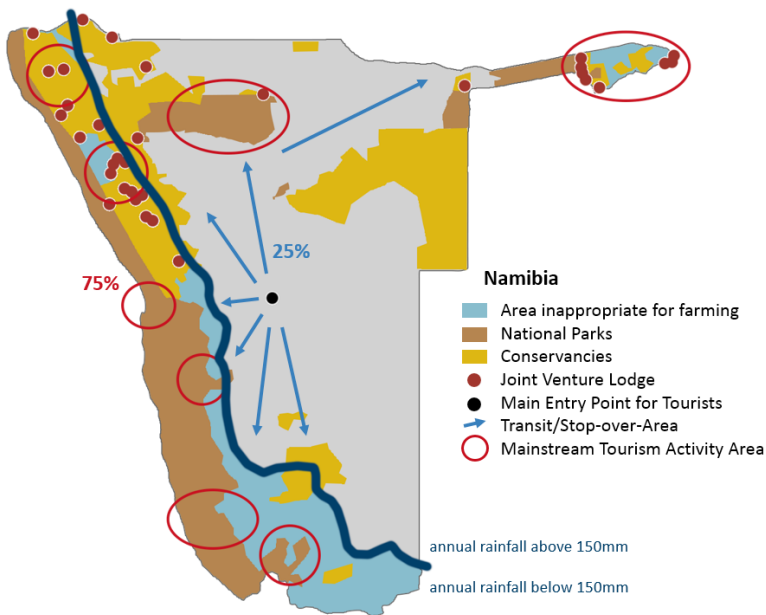 25%
75%
Namibia
Area inappropriate for farming
National Parks
Conservancies
Joint Venture Lodge
Main Entry Point for Tourists
Transit/Stop-over-Area
Mainstream Tourism Activity Area
annual rainfall above 150mm
annual rainfall below 150mm